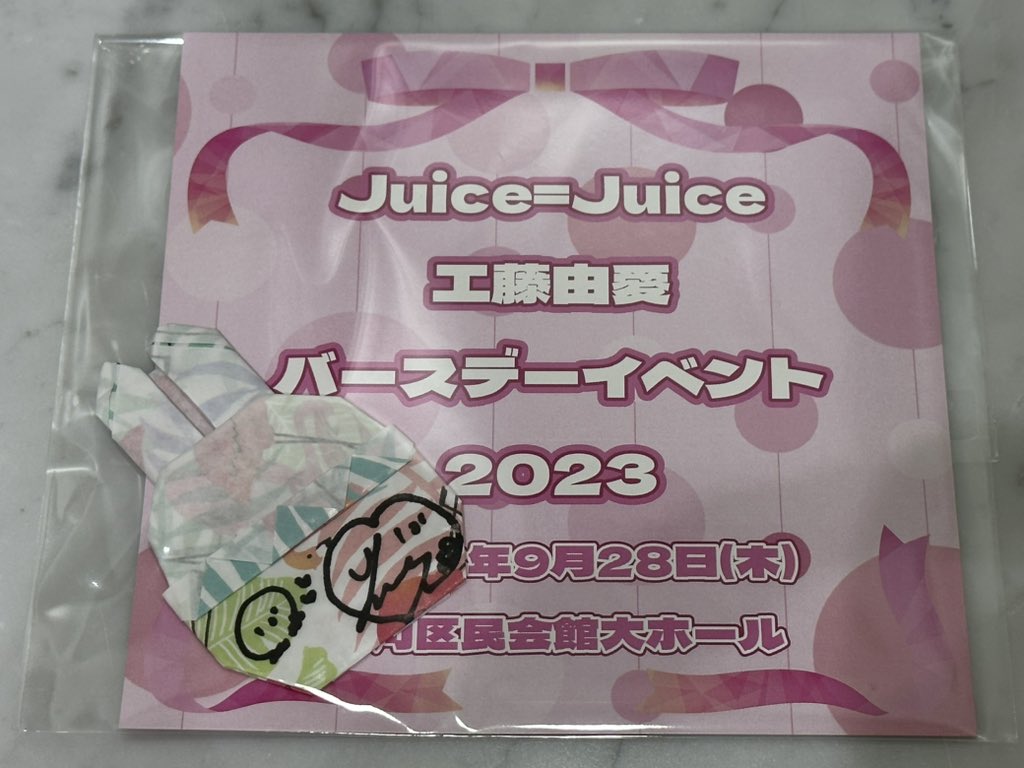 Juice=Juice
工藤由愛
バースデーイベント
2023
年9月28日(木)
区民会館大ホール